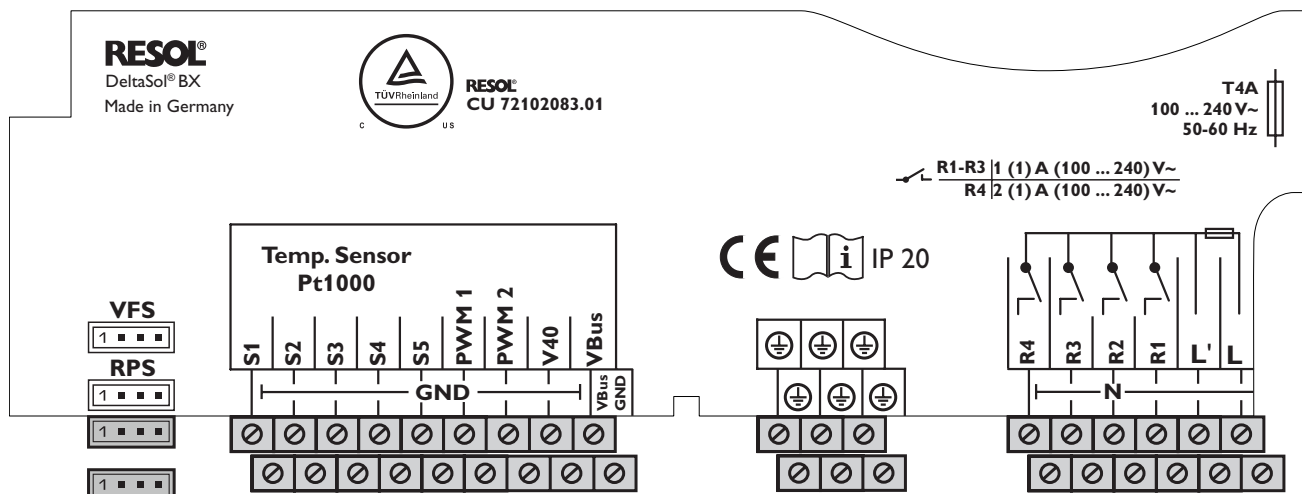 RESOL®
DeltaSol® BX
Made in Germany
TÜVRheinland
C US
RESOL®
CU 72102083.01
T4A
100 ... 240 V~
50-60 Hz
R1-R3 1 (1) A (100 ... 240) V~
R4 2 (1) A (100 ... 240) V~
Temp. Sensor
Pt1000
CE i IP 20
VFS
1
RPS
1
1
1
S1 S2 S3 S4 S5 PWM 1 PWM 2 V40 VBus
GND
VBus
GND
R4 R3 R2 R1 L' L
N